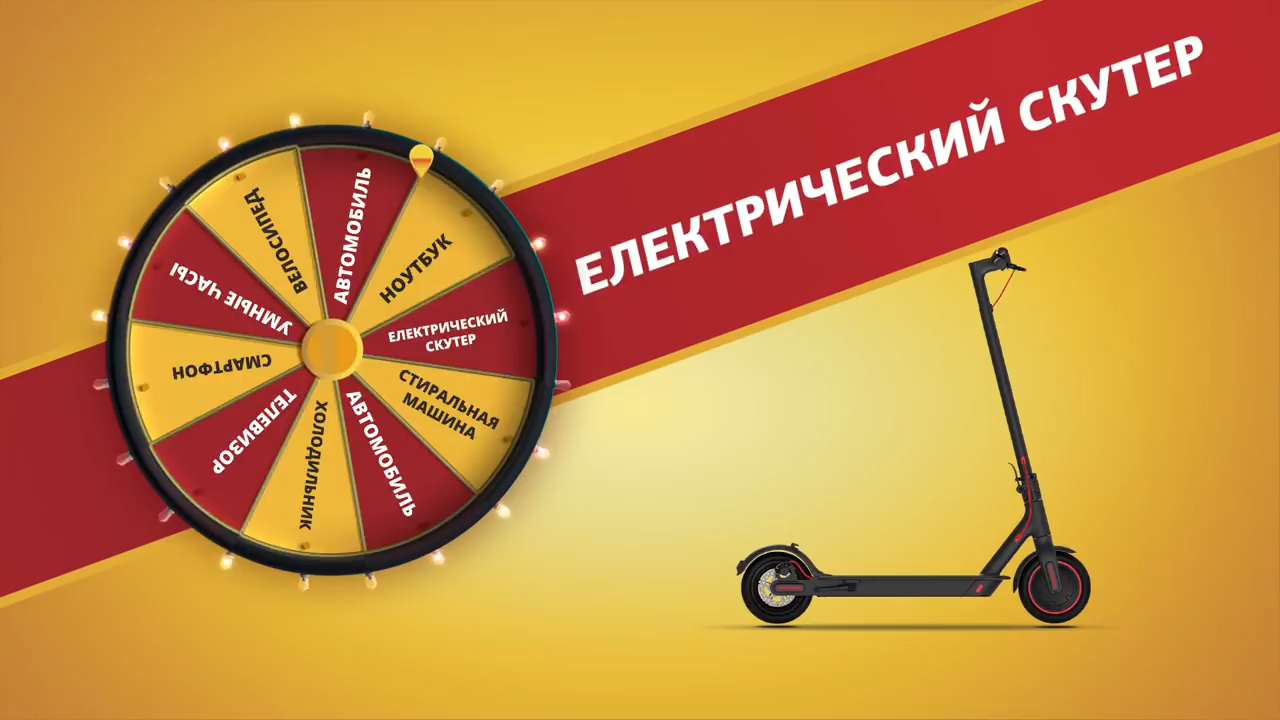 ЕЛЕКТРИЧЕСКИЙ СКУТЕР
АВТОМОБИЛЬ
НОУТБУК
ЕЛЕКТРИЧЕСКИЙ
СКУТЕР
СТИРАЛЬНАЯ
МАШИНА
АВТОМОБИЛЬ
ХОЛОДИЛЬНИК
ТЕЛЕВИЗОР
СМАРТФОН
УМНЫЕ ЧАСЫ
ВЕЛОСИПЕД